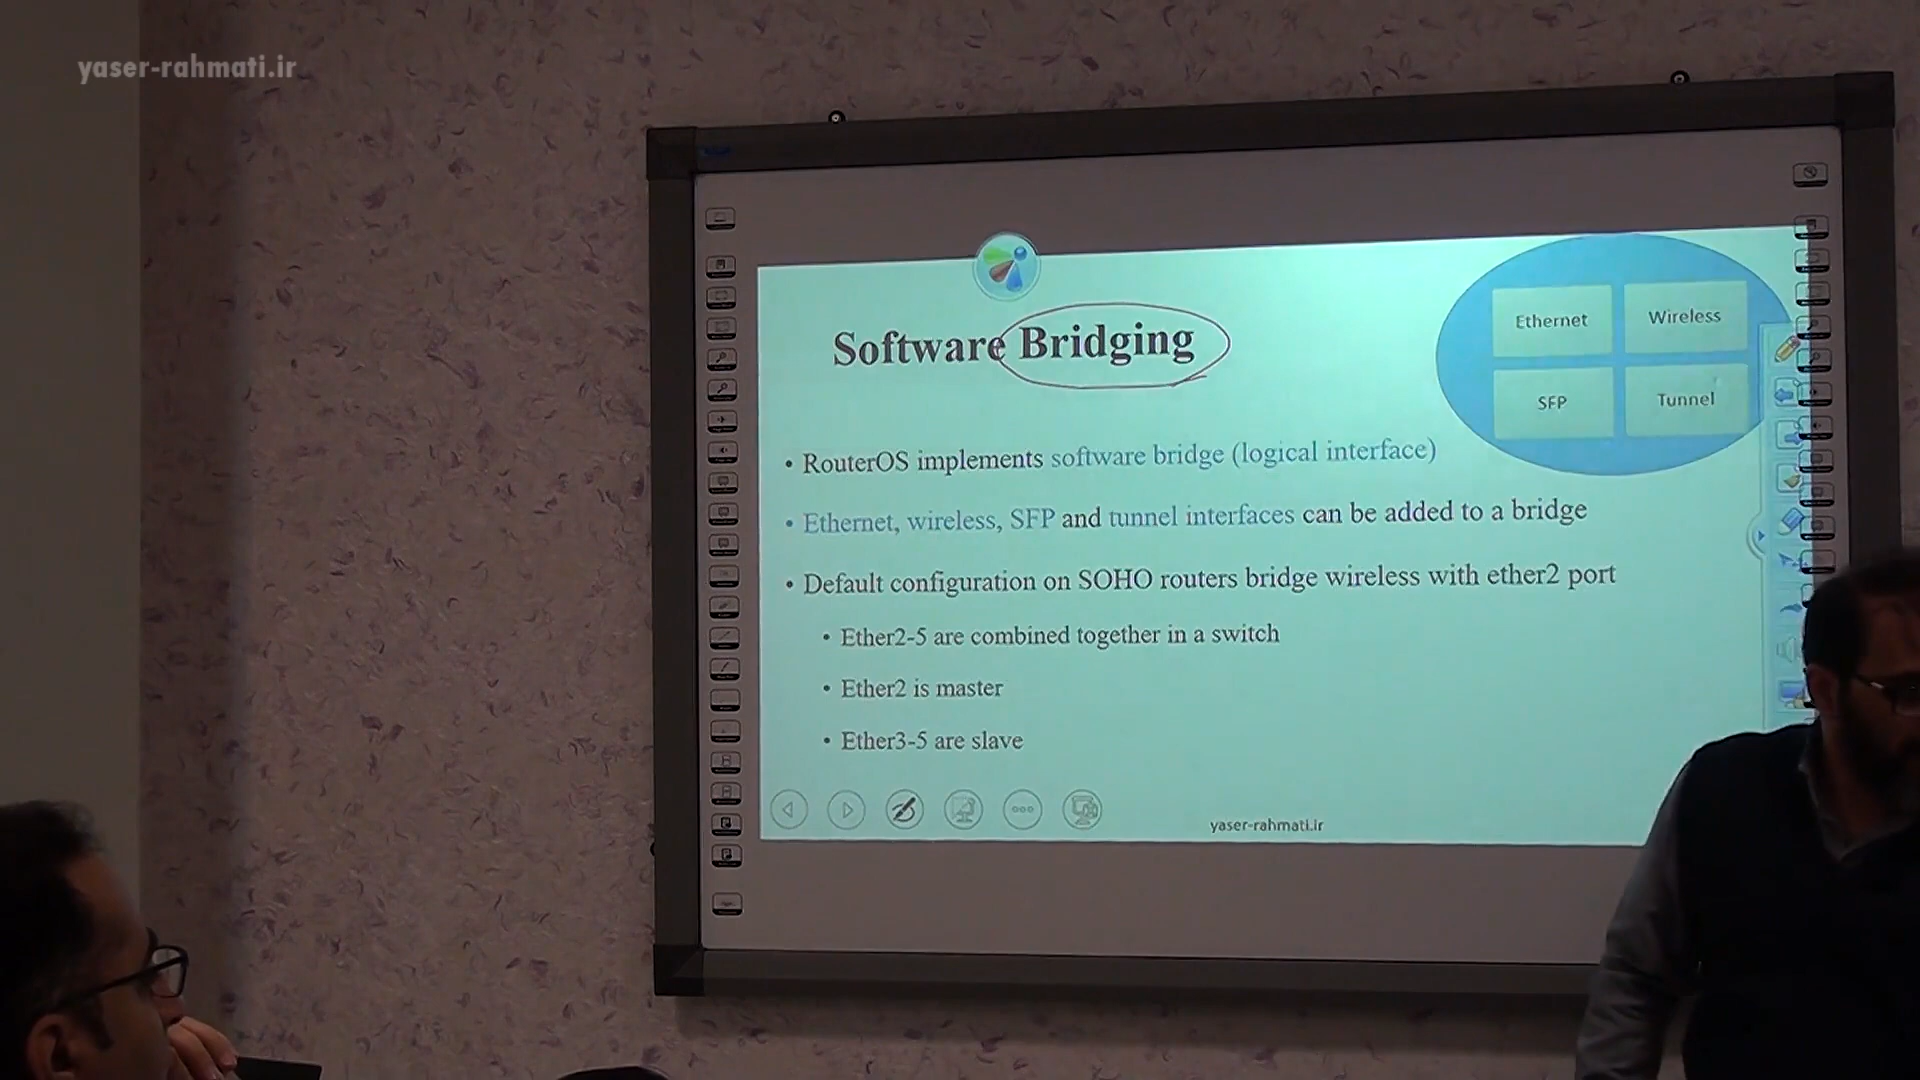 yaser-rahmati.ir
Software Bridging
Ethernet
Wireless
SFP
Tunnel
• RouterOS implements software bridge (logical interface)
• Ethernet, wireless, SFP and tunnel interfaces can be added to a bridge
• Default configuration on SOHO routers bridge wireless with ether2 port
• Ether2-5 are combined together in a switch
• Ether2 is master
• Ether3-5 are slave
yaser-rahmati.ir